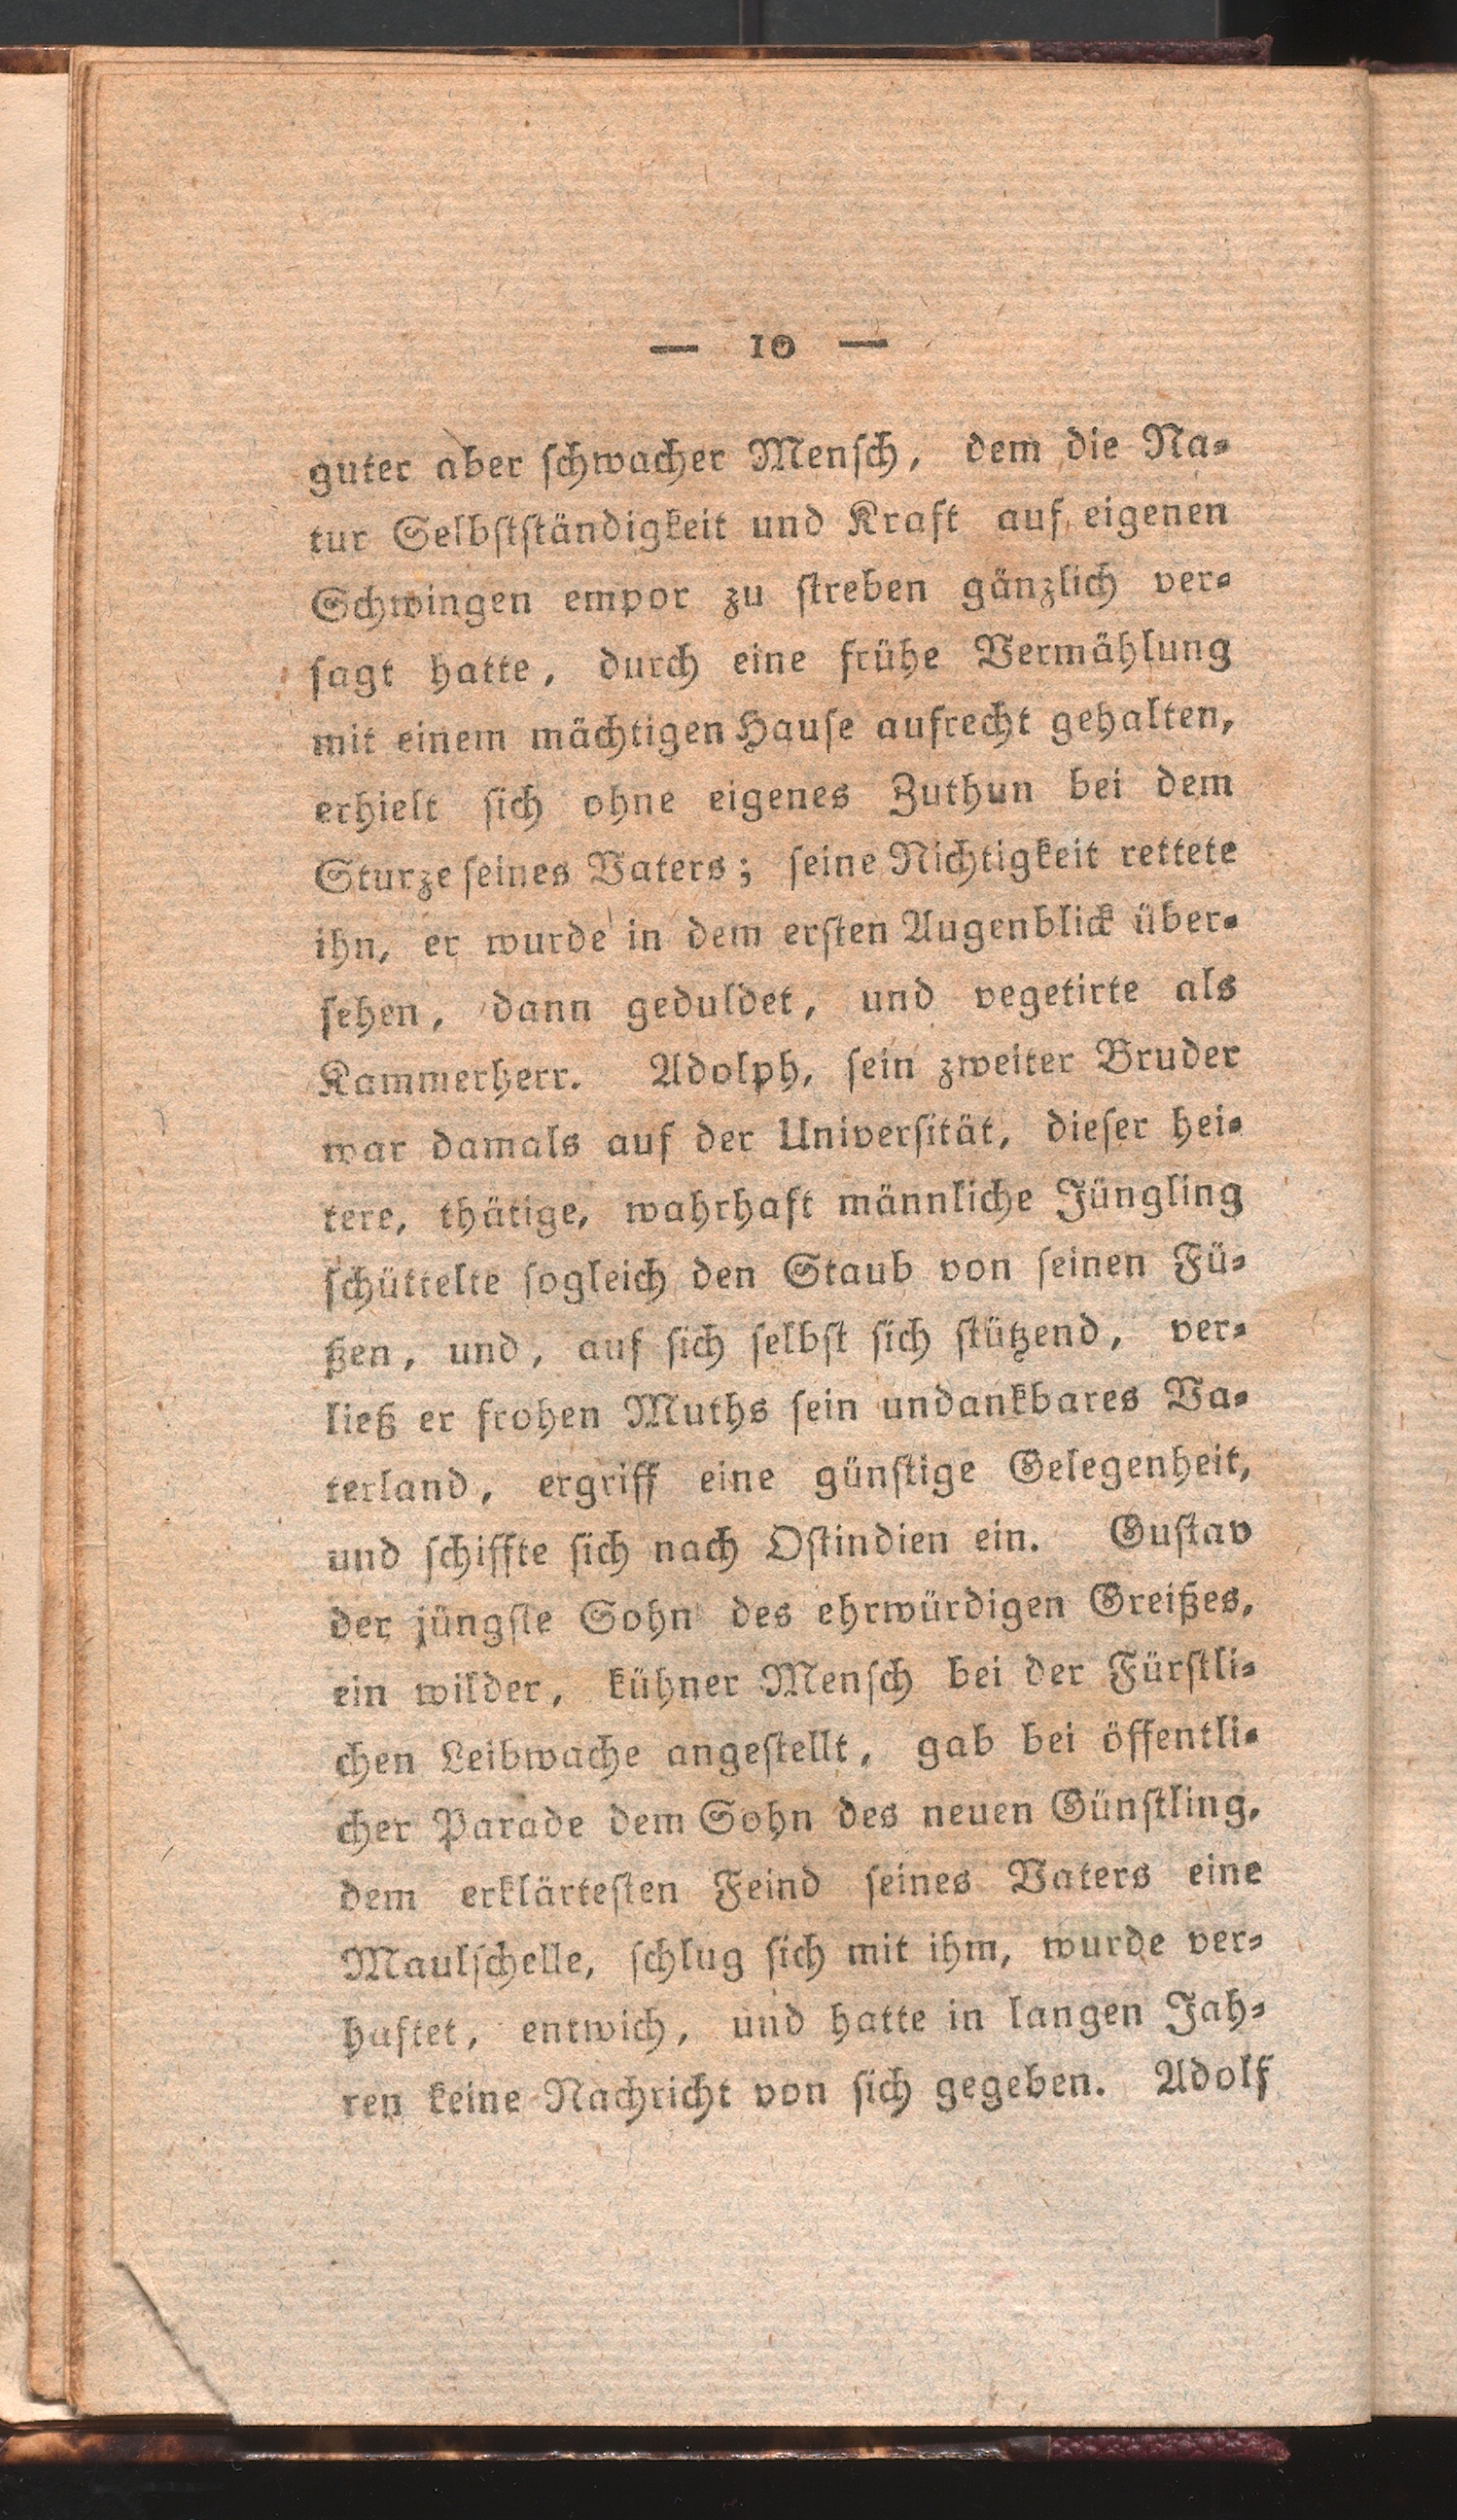 — 10 —
guter aber ſchwacher Menſch, dem die Na⸗
tur Selbſtſtändigkeit und Kraft auf eigenen
Schwingen empor zu ſtreben gänzlich ver⸗
ſagt hatte, durch eine frühe Vermählung
mit einem mächtigen Hauſe aufrecht gehalten,
erhielt ſich ohne eigenes Zuthun bei dem
Sturze ſeines Vaters; ſeine Nichtigkeit rettete
ihn, er wurde in dem erſten Augenblick über⸗
ſehen, dann geduldet, und vegetirte als
Kammerherr. Adolph, ſein zweiter Bruder
war damals auf der Univerſität, dieſer hei⸗
tere, thätige, wahrhaft männliche Jüngling
ſchüttelte ſogleich den Staub von ſeinen Fü⸗
ßen, und, auf ſich ſelbſt ſich ſtützend, ver⸗
ließ er frohen Muths ſein undankbares Va⸗
terland, ergriff eine günſtige Gelegenheit,
und ſchiffte ſich nach Oſtindien ein. Guſtav
der jüngſte Sohn des ehrwürdigen Greißes,
ein wilder, kühner Menſch bei der Fürſtli⸗
chen Leibwache angeſtellt, gab bei öffentli⸗
cher Parade dem Sohn des neuen Günſtling,
dem erklärteſten Feind ſeines Vaters eine
Maulſchelle, ſchlug ſich mit ihm, wurde ver⸗
haftet, entwich, und hatte in langen Jah⸗
ren keine Nachricht von ſich gegeben. Adolf